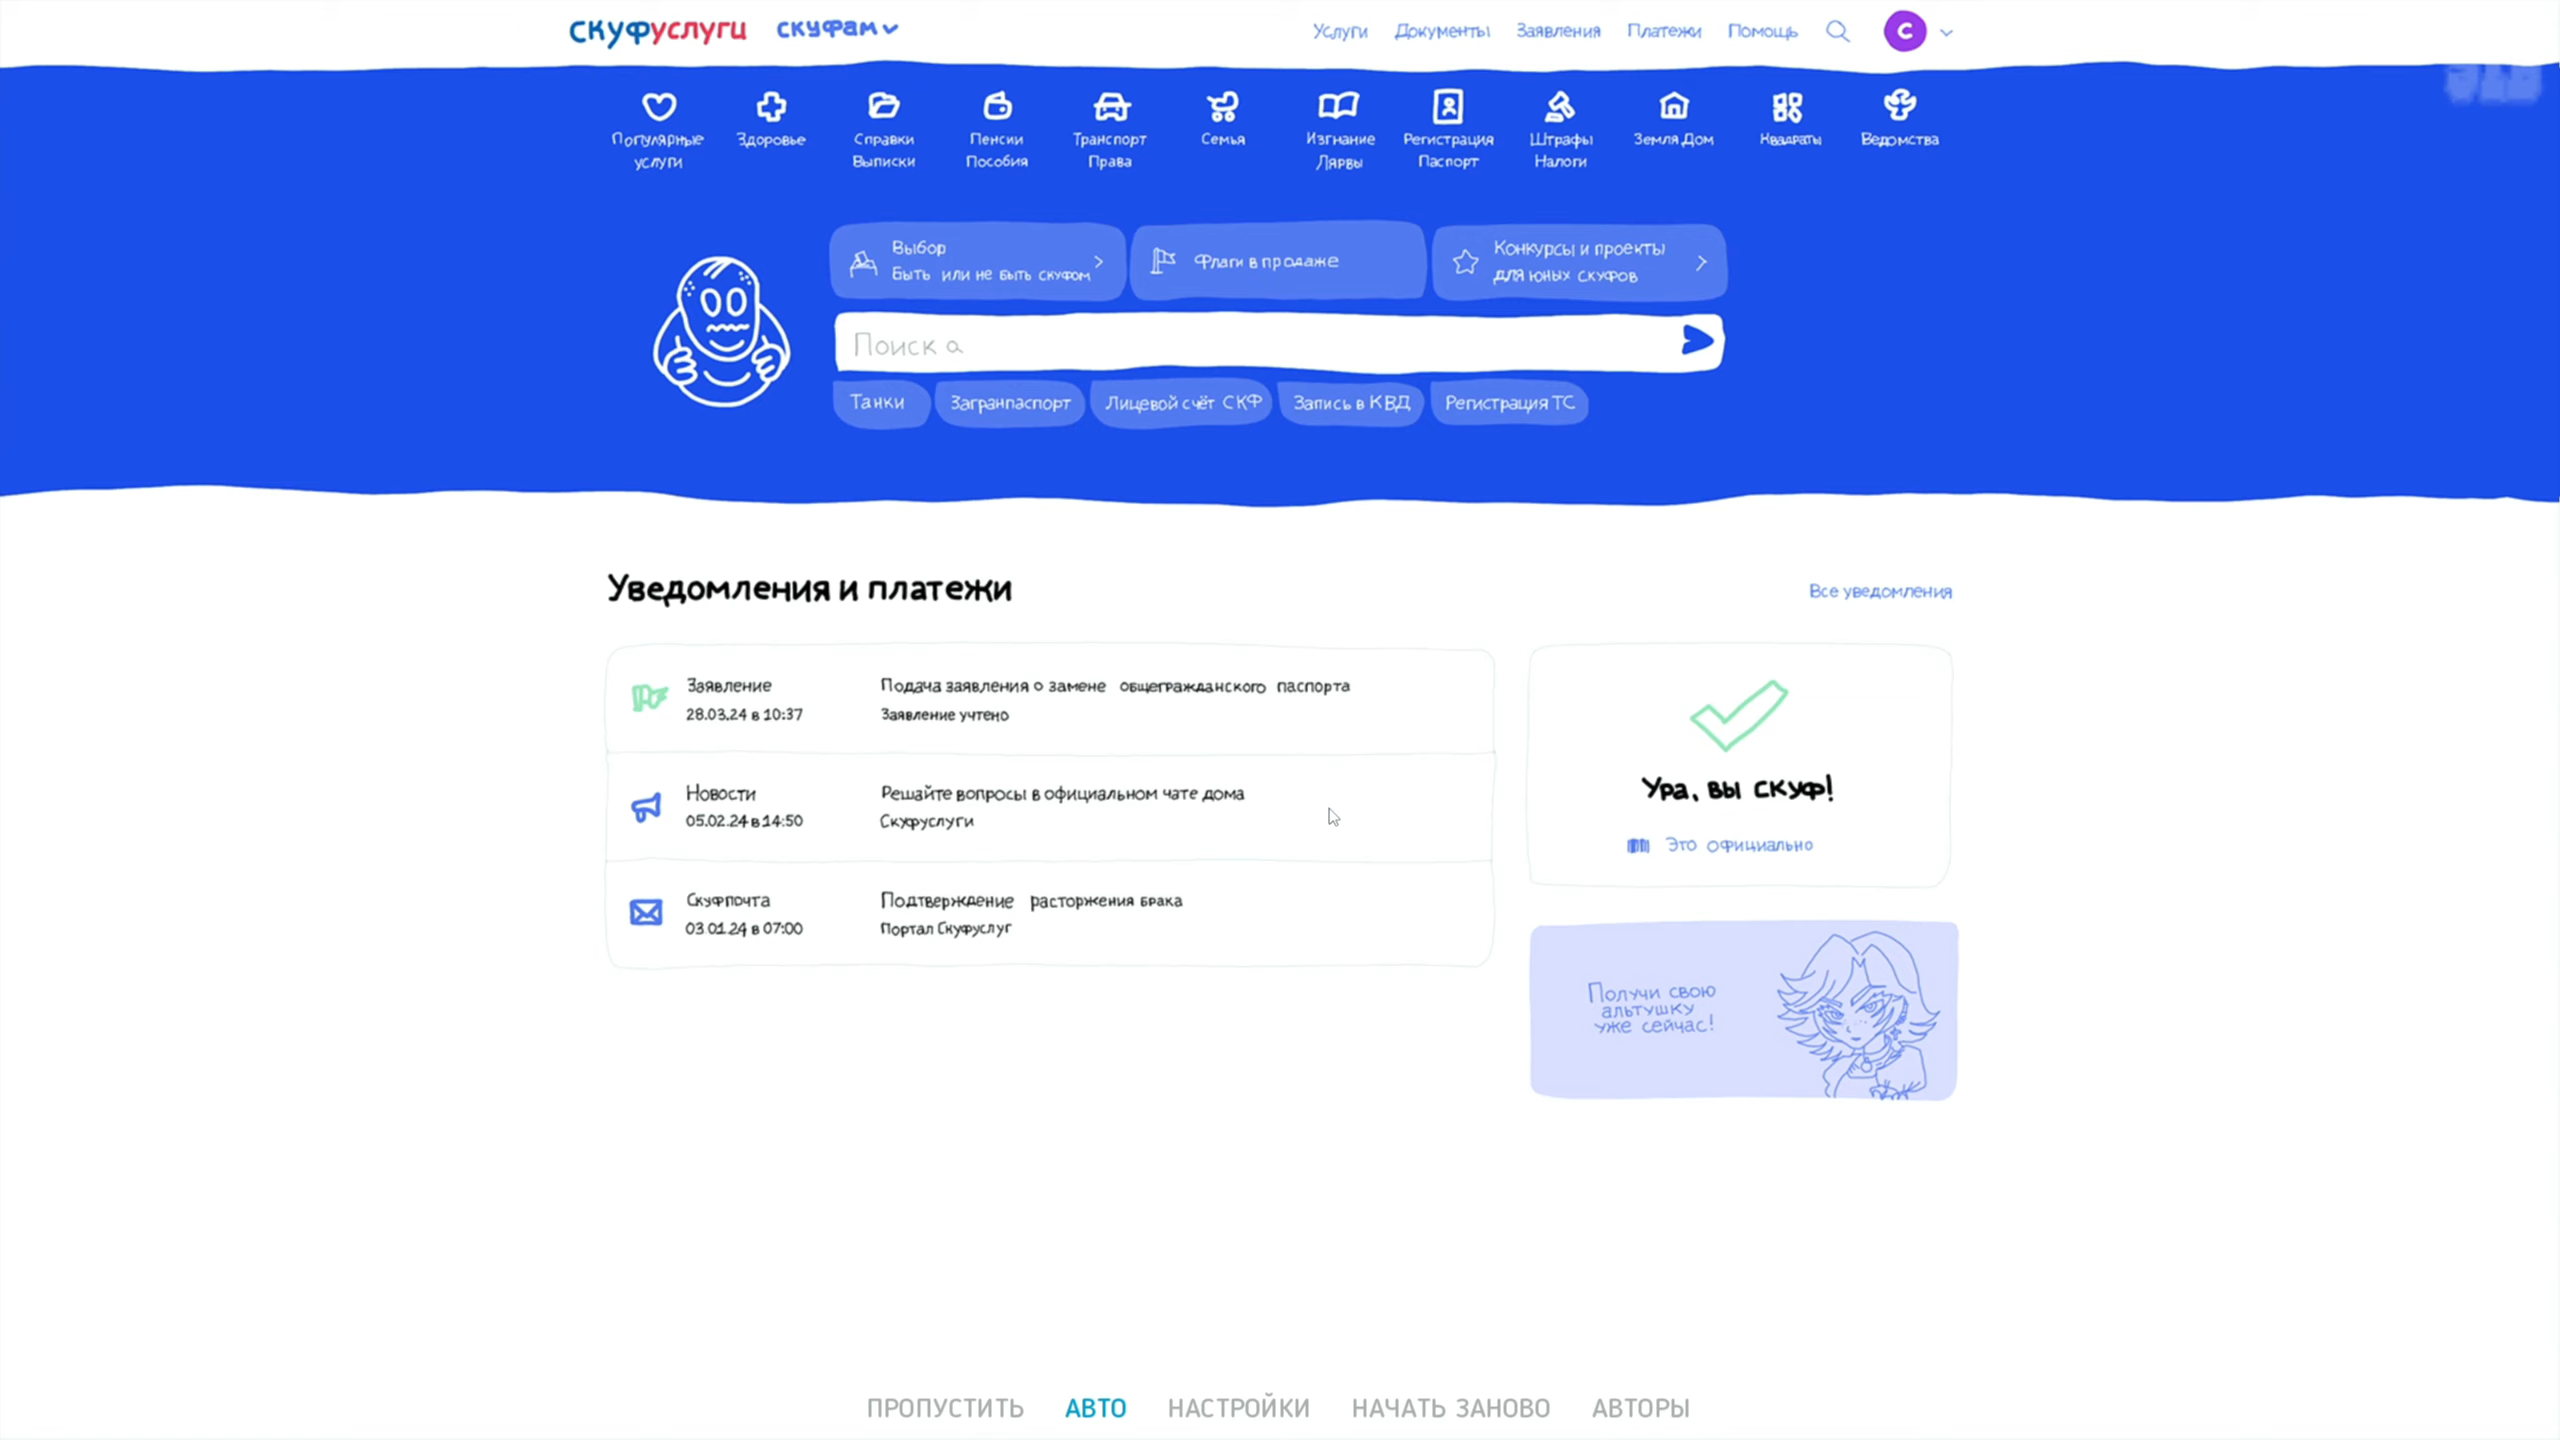 скуфуслуги скуфам
Услуги Документы Заявления Платежи Помощь С
Популярные услуги
Здоровье
Справки Выписки
Пенсии Пособия
Транспорт Права
Семья
Изгнание Лярвы
Регистрация Паспорт
Штрафы Налоги
Земля Дом
Квадраты
Ведомства
Выбор
Быть или не быть скуфом
Флаги в продаже
Конкурсы и проекты
для юных скуфов
Поиск а
Танки Загранпаспорт Лицевой счёт СКФ Запись в КВД Регистрация ТС
Уведомления и платежи
Все уведомления
Заявление
28.03.24 в 10:37
Подача заявления о замене общегражданского паспорта
Заявление учтено
Новости
05.02.24 в 14:50
Решайте вопросы в официальном чате дома
Скуфуслуги
Скуфпочта
03.01.24 в 07:00
Подтверждение расторжения брака
Портал Скуфуслуг
Ура, вы скуф!
Это официально
Получи свою
альтушку
уже сейчас!
ПРОПУСТИТЬ АВТО НАСТРОЙКИ НАЧАТЬ ЗАНОВО АВТОРЫ